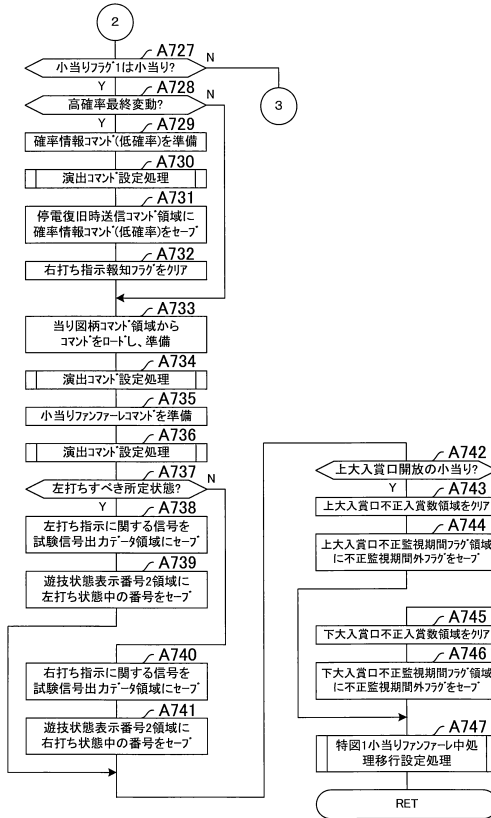 2
A727
小当りフラグ1は小当り?
N
3
Y
A728
高確率最終変動?
N
Y
A729
確率情報コマンド(低確率)を準備
A730
演出コマンド設定処理
A731
停電復旧時送信コマンド領域に
確率情報コマンド(低確率)をセーブ
A732
右打ち指示報知フラグをクリア
A733
当り図柄コマンド領域から
コマンドをロードし、準備
A734
演出コマンド設定処理
A735
小当りファンファーレコマンドを準備
A736
演出コマンド設定処理
A737
左打ちすべき所定状態?
N
Y
A738
左打ち指示に関する信号を
試験信号出力データ領域にセーブ
A739
遊技状態表示番号2領域に
左打ち状態中の番号をセーブ
A740
右打ち指示に関する信号を
試験信号出力データ領域にセーブ
A741
遊技状態表示番号2領域に
右打ち状態中の番号をセーブ
A742
上大入賞口開放の小当り?
Y
A743
上大入賞口不正入賞数領域をクリア
A744
上大入賞口不正監視期間フラグ領域
に不正監視期間外フラグをセーブ
A745
下大入賞口不正入賞数領域をクリア
A746
下大入賞口不正監視期間フラグ領域
に不正監視期間外フラグをセーブ
A747
特図1小当りファンファーレ中処
理移行設定処理
RET